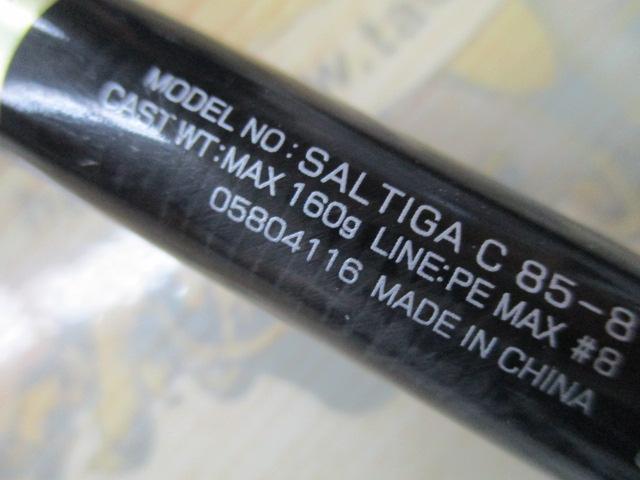 MODEL NO : SALTIGA C 85-8
CAST WT:MAX 160g LINE:PE MAX #8
05804116 MADE IN CHINA